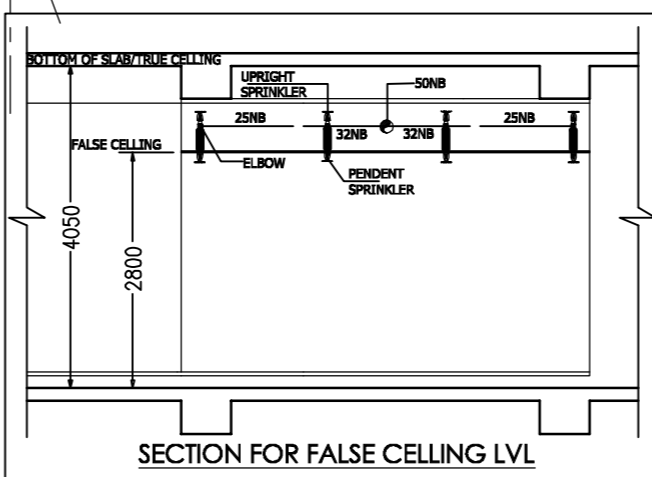 BOTTOM OF SLAB/TRUE CELLING
UPRIGHT
SPRINKLER
50NB
25NB
32NB
32NB
25NB
FALSE CELLING
ELBOW
PENDENT
SPRINKLER
4050
2800
SECTION FOR FALSE CELLING LVL